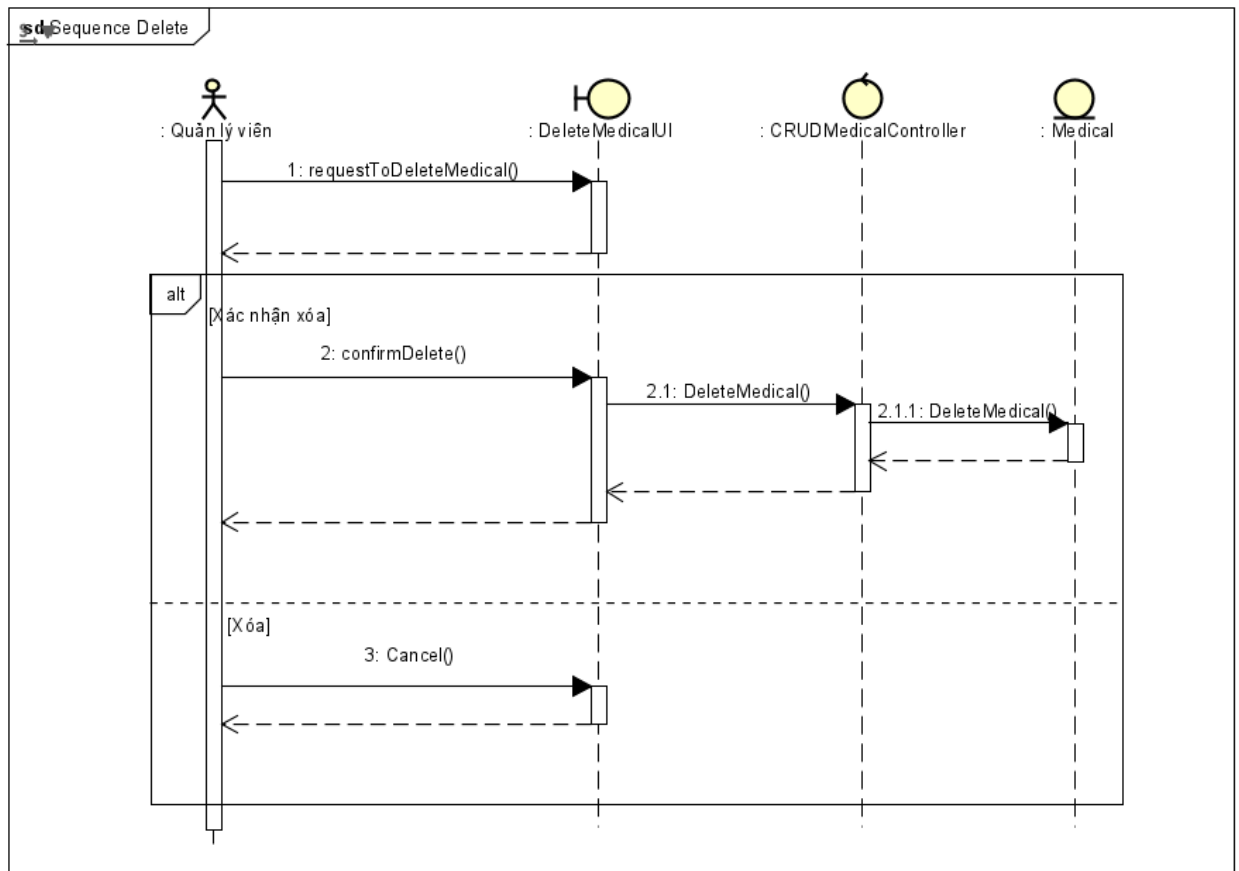 sd Sequence Delete
: Quản lý viên
: DeleteMedicalUI
: CRUDMedicalController
: Medical
1: requestToDeleteMedical()
alt
[Xác nhận xóa]
2: confirmDelete()
2.1: DeleteMedical()
2.1.1: DeleteMedical()
[Xóa]
3: Cancel()